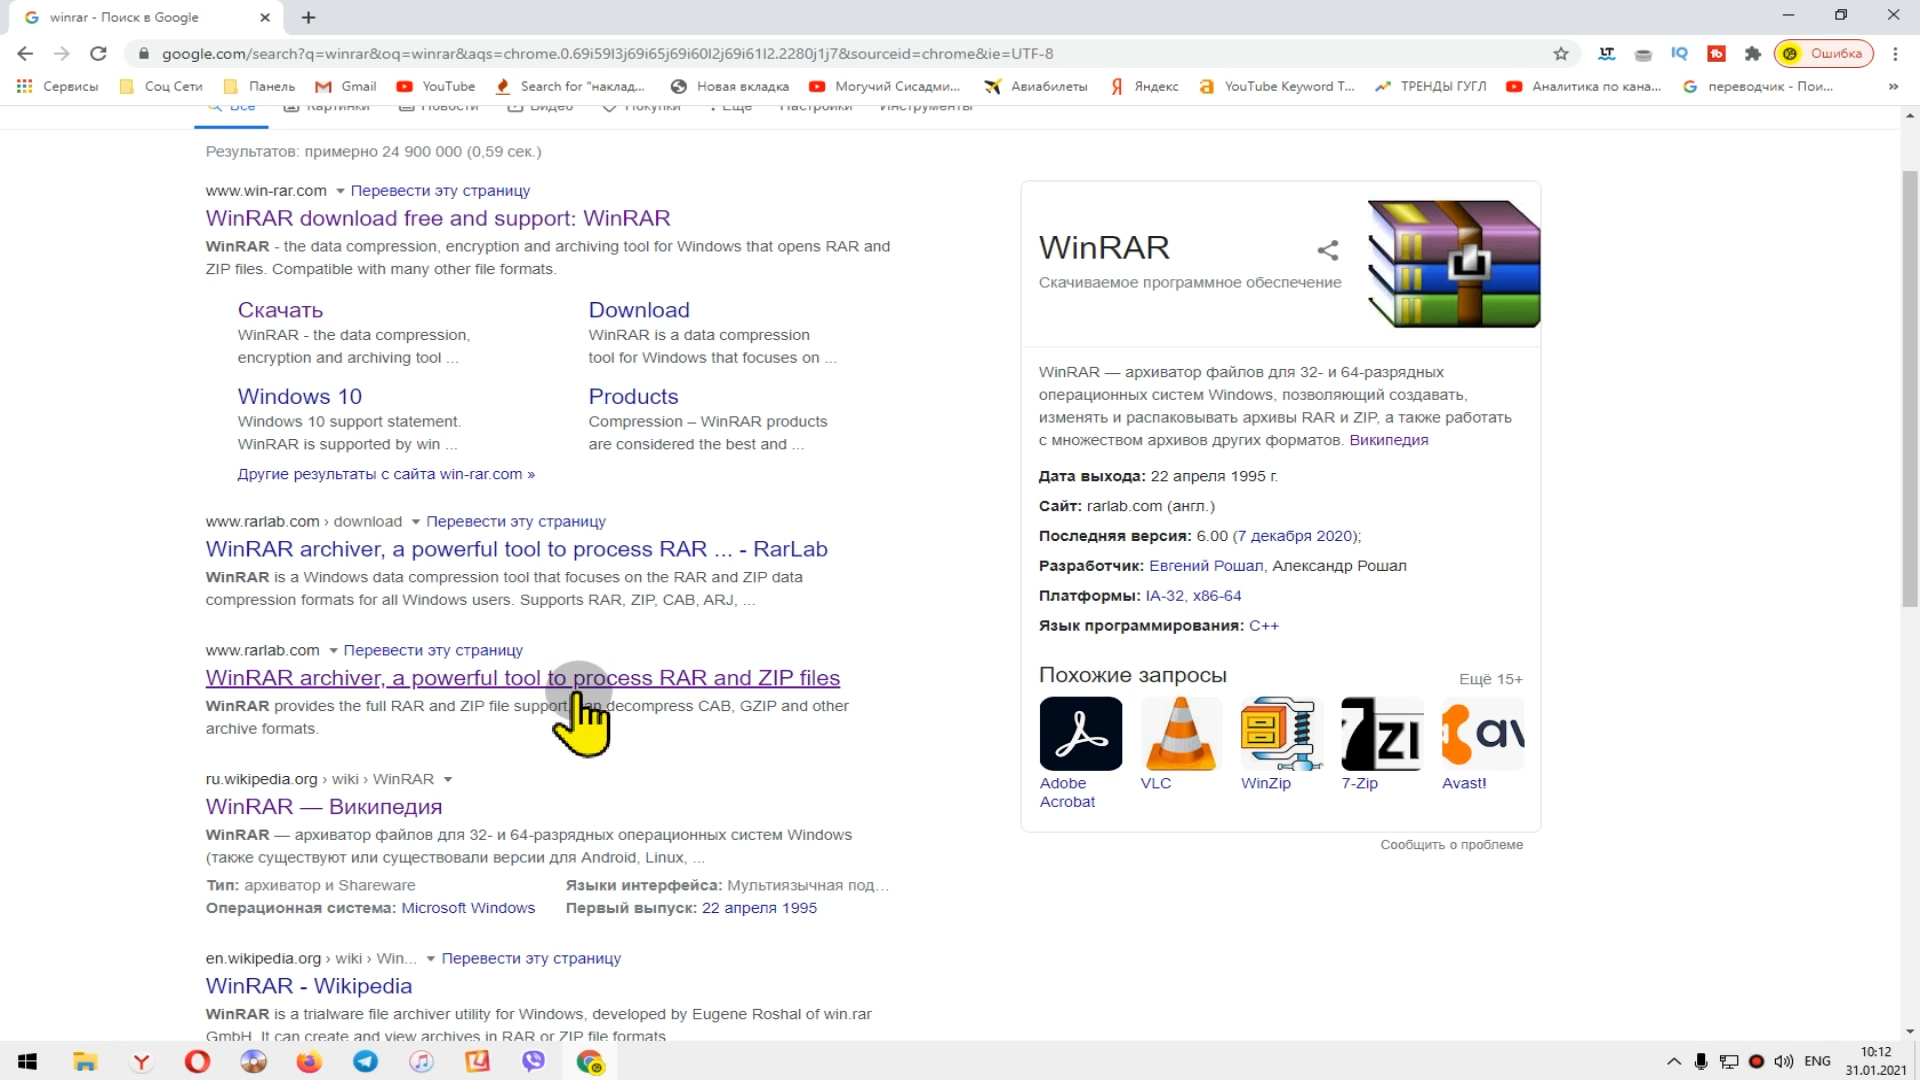 winrar - Поиск в Google
google.com/search?q=winrar&oq=winrar&aqs=chrome.0.69i59l3j69i65j69i60l2j69i61l2.2280j1j7&sourceid=chrome&ie=UTF-8
Ошибка
Сервисы Соц Сети Панель Gmail YouTube Search for "наклад... Новая вкладка Могучий Сисадми... Авиабилеты Яндекс YouTube Keyword T... ТРЕНДЫ ГУГЛ Аналитика по кана... переводчик - Пои... »
Все Картинки Новости Видео Покупки Ещё Настройки Инструменты
Результатов: примерно 24 900 000 (0,59 сек.)
www.win-rar.com Перевести эту страницу
WinRAR download free and support: WinRAR
WinRAR - the data compression, encryption and archiving tool for Windows that opens RAR and
ZIP files. Compatible with many other file formats.
Скачать
WinRAR - the data compression,
encryption and archiving tool ...
Download
WinRAR is a data compression
tool for Windows that focuses on ...
Windows 10
Windows 10 support statement.
WinRAR is supported by win ...
Products
Compression – WinRAR products
are considered the best and ...
Другие результаты с сайта win-rar.com »
www.rarlab.com › download Перевести эту страницу
WinRAR archiver, a powerful tool to process RAR ... - RarLab
WinRAR is a Windows data compression tool that focuses on the RAR and ZIP data
compression formats for all Windows users. Supports RAR, ZIP, CAB, ARJ, ...
www.rarlab.com Перевести эту страницу
WinRAR archiver, a powerful tool to process RAR and ZIP files
WinRAR provides the full RAR and ZIP file support, decompress CAB, GZIP and other
archive formats.
ru.wikipedia.org › wiki › WinRAR
WinRAR — Википедия
WinRAR — архиватор файлов для 32- и 64-разрядных операционных систем Windows
(также существуют или существовали версии для Android, Linux, ...
Тип: архиватор и Shareware Языки интерфейса: Мультиязычная под...
Операционная система: Microsoft Windows Первый выпуск: 22 апреля 1995
en.wikipedia.org › wiki › Win... Перевести эту страницу
WinRAR - Wikipedia
WinRAR is a trialware file archiver utility for Windows, developed by Eugene Roshal of win.rar
GmbH. It can create and view archives in RAR or ZIP file formats
WinRAR
Скачиваемое программное обеспечение
WinRAR — архиватор файлов для 32- и 64-разрядных
операционных систем Windows, позволяющий создавать,
изменять и распаковывать архивы RAR и ZIP, а также работать
с множеством архивов других форматов. Википедия
Дата выхода: 22 апреля 1995 г.
Сайт: rarlab.com (англ.)
Последняя версия: 6.00 (7 декабря 2020);
Разработчик: Евгений Рошал, Александр Рошал
Платформы: IA-32, x86-64
Язык программирования: C++
Похожие запросы Ещё 15+
Adobe
Acrobat
VLC
WinZip
7-Zip
Avast!
Сообщить о проблеме
ENG
10:12
31.01.2021